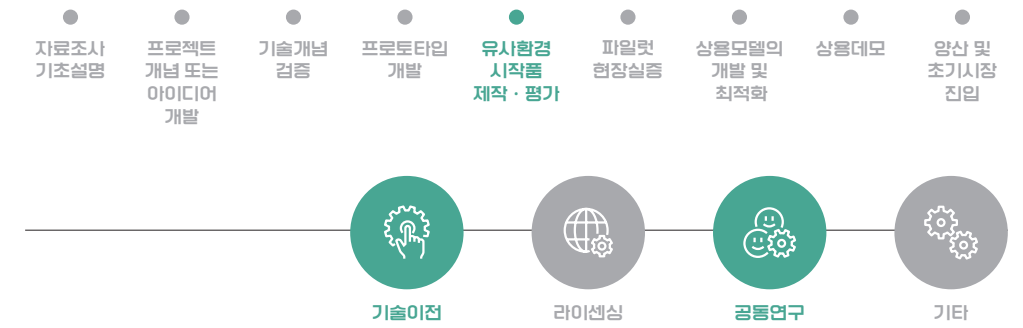 자료조사
기초설명
프로젝트
개념 또는
아이디어
개발
기술개념
검증
프로토타입
개발
유사환경
시작품
제작 · 평가
파일럿
현장실증
상용모델의
개발 및
최적화
상용데모
양산 및
초기시장
진입
기술이전
라이센싱
공동연구
기타